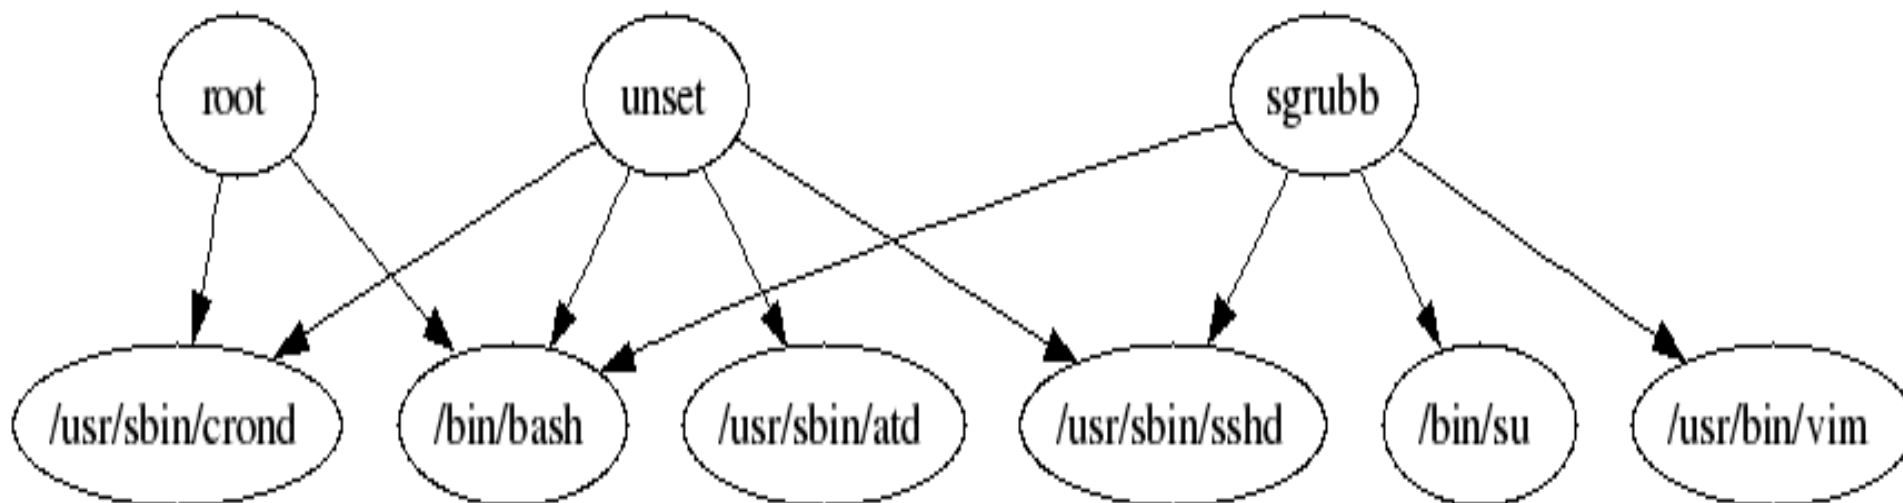 root
unset
sgrubb
/usr/sbin/crond
/bin/bash
/usr/sbin/atd
/usr/sbin/sshd
/bin/su
/usr/bin/vim